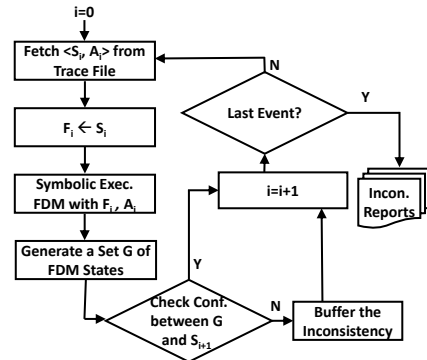 i=0
Fetch <Si, Ai> from
Trace File
Fi ← Si
Symbolic Exec.
FDM with Fi , Ai
Generate a Set G of
FDM States
Check Conf.
between G
and Si+1
Y
N
Buffer the
Inconsistency
i=i+1
Last Event?
N
Y
Incon.
Reports